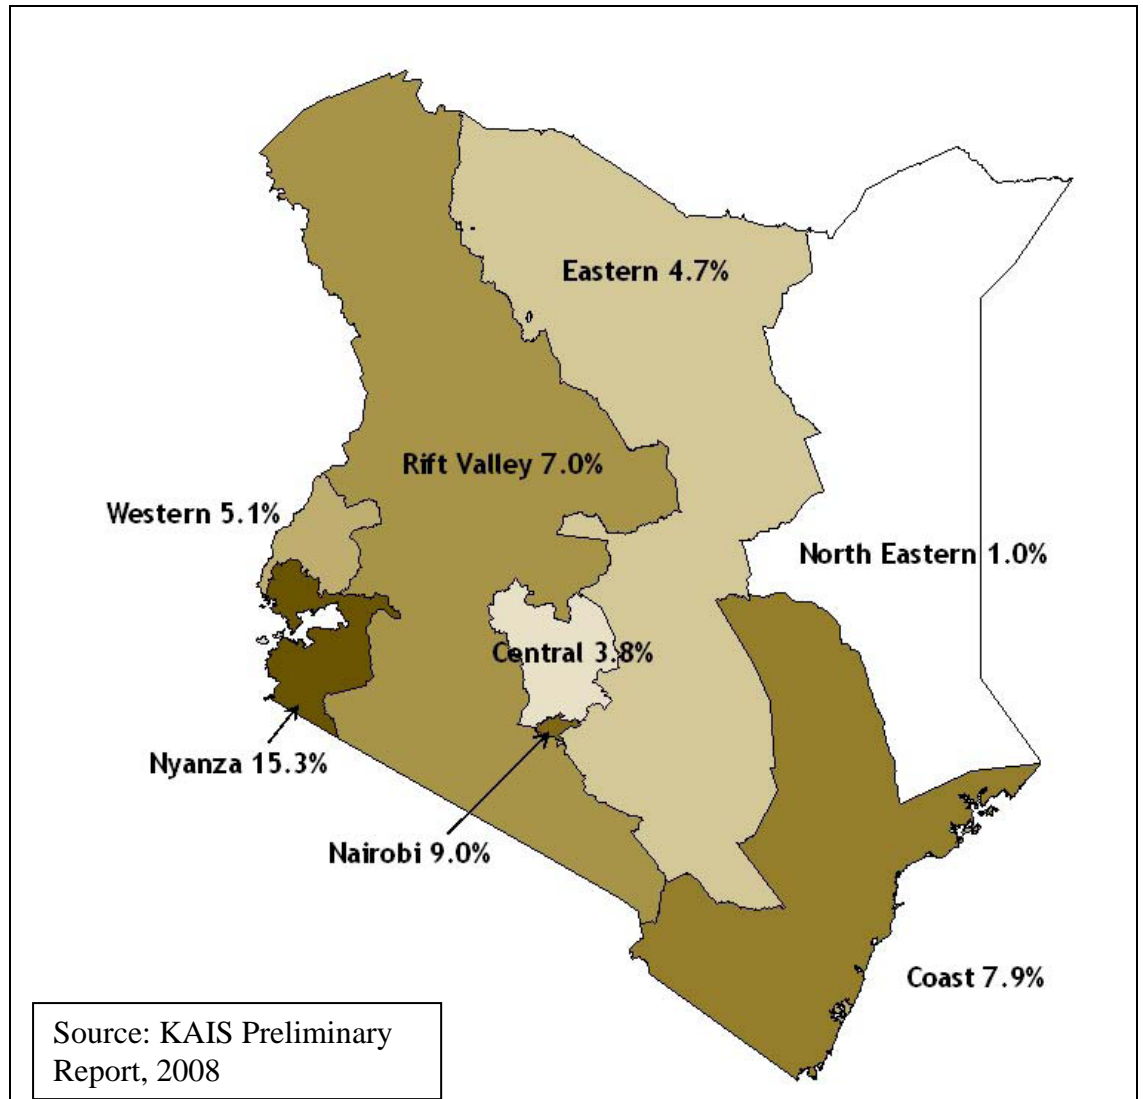 Eastern 4.7%
Rift Valley 7.0%
Western 5.1%
North Eastern 1.0%
Central 3.8%
Nyanza 15.3%
Nairobi 9.0%
Coast 7.9%
Source: KAIS Preliminary
Report, 2008